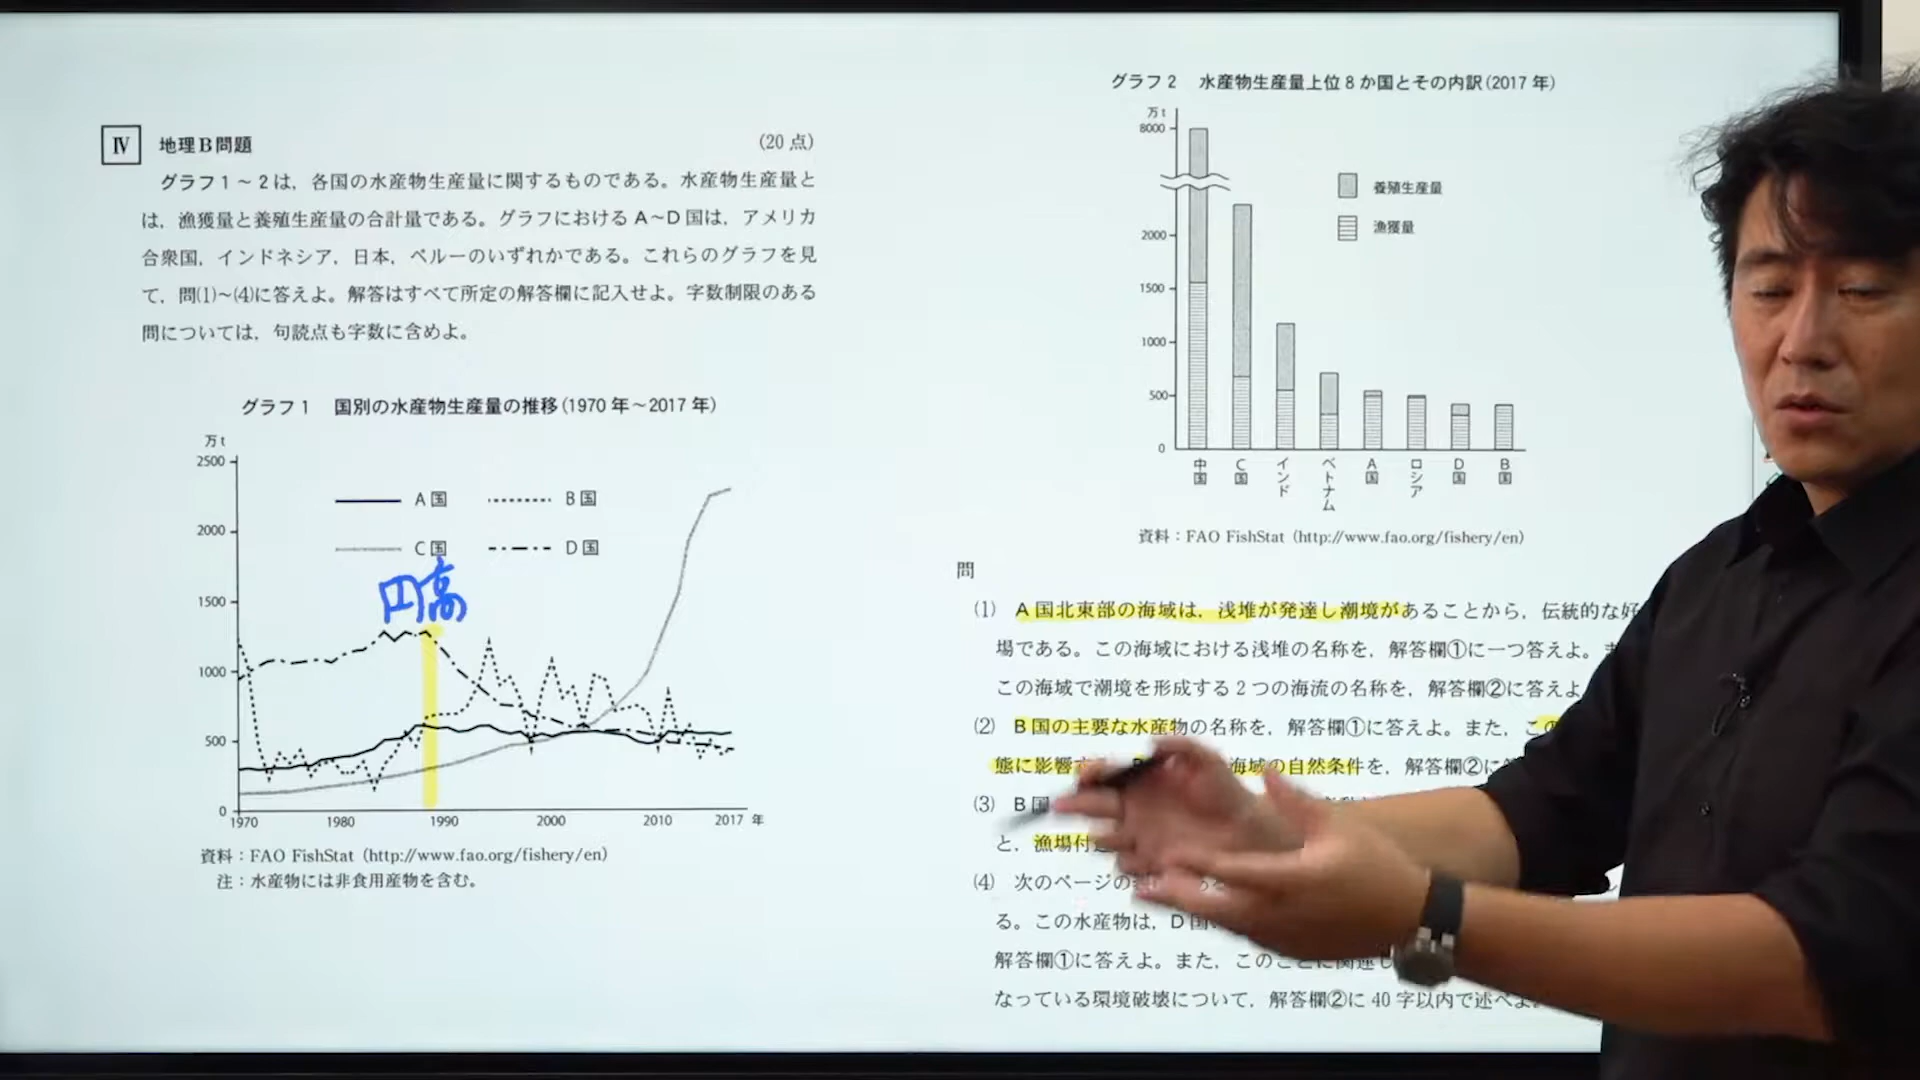 Ⅳ 地理B問題 (20点)
グラフ1～2は，各国の水産物生産量に関するものである。水産物生産量と
は，漁獲量と養殖生産量の合計量である。グラフにおけるA～D国は，アメリカ
合衆国，インドネシア，日本，ペルーのいずれかである。これらのグラフを見
て，問(1)～(4)に答えよ。解答はすべて所定の解答欄に記入せよ。字数制限のある
問については，句読点も字数に含めよ。
グラフ1 国別の水産物生産量の推移(1970年～2017年)
万t
2500
2000
1500
1000
500
0
A国 B国
C国 D国
円高
1970 1980 1990 2000 2010 2017 年
資料：FAO FishStat (http://www.fao.org/fishery/en)
注：水産物には非食用産物を含む。
グラフ2 水産物生産量上位8か国とその内訳(2017年)
万t
8000
2000
1500
1000
500
0
養殖生産量
漁獲量
中国 C国 インド ベトナム A国 ロシア D国 B国
資料：FAO FishStat (http://www.fao.org/fishery/en)
問
(1) A国北東部の海域は，浅堆が発達し潮境があることから，伝統的な好
場である。この海域における浅堆の名称を，解答欄①に一つ答えよ。
この海域で潮境を形成する2つの海流の名称を，解答欄②に答えよ
(2) B国の主要な水産物の名称を，解答欄①に答えよ。また，この
態に影響す 海域の自然条件を，解答欄②に
(3) B国
と，漁場付近
(4) 次のページの
る。この水産物は，D国
解答欄①に答えよ。また，このことに関連し
なっている環境破壊について，解答欄②に40字以内で述べよ。